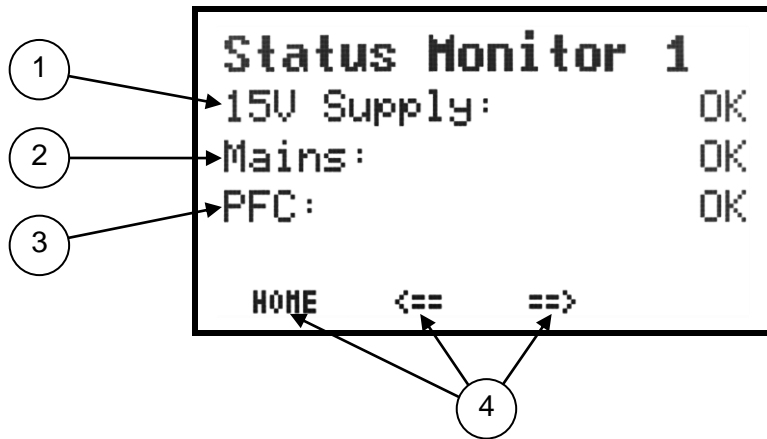 Status Monitor 1
1 15V Supply: OK
2 Mains: OK
3 PFC: OK
HOME <== ==>
4